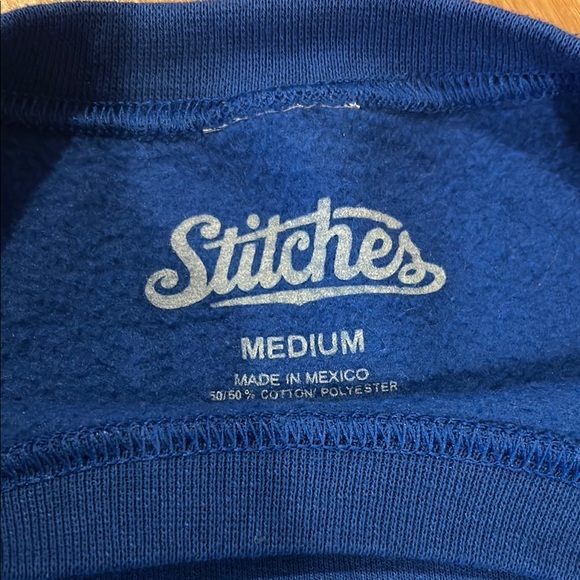 Stitches
MEDIUM
MADE IN MEXICO
50/50% COTTON/ POLYESTER